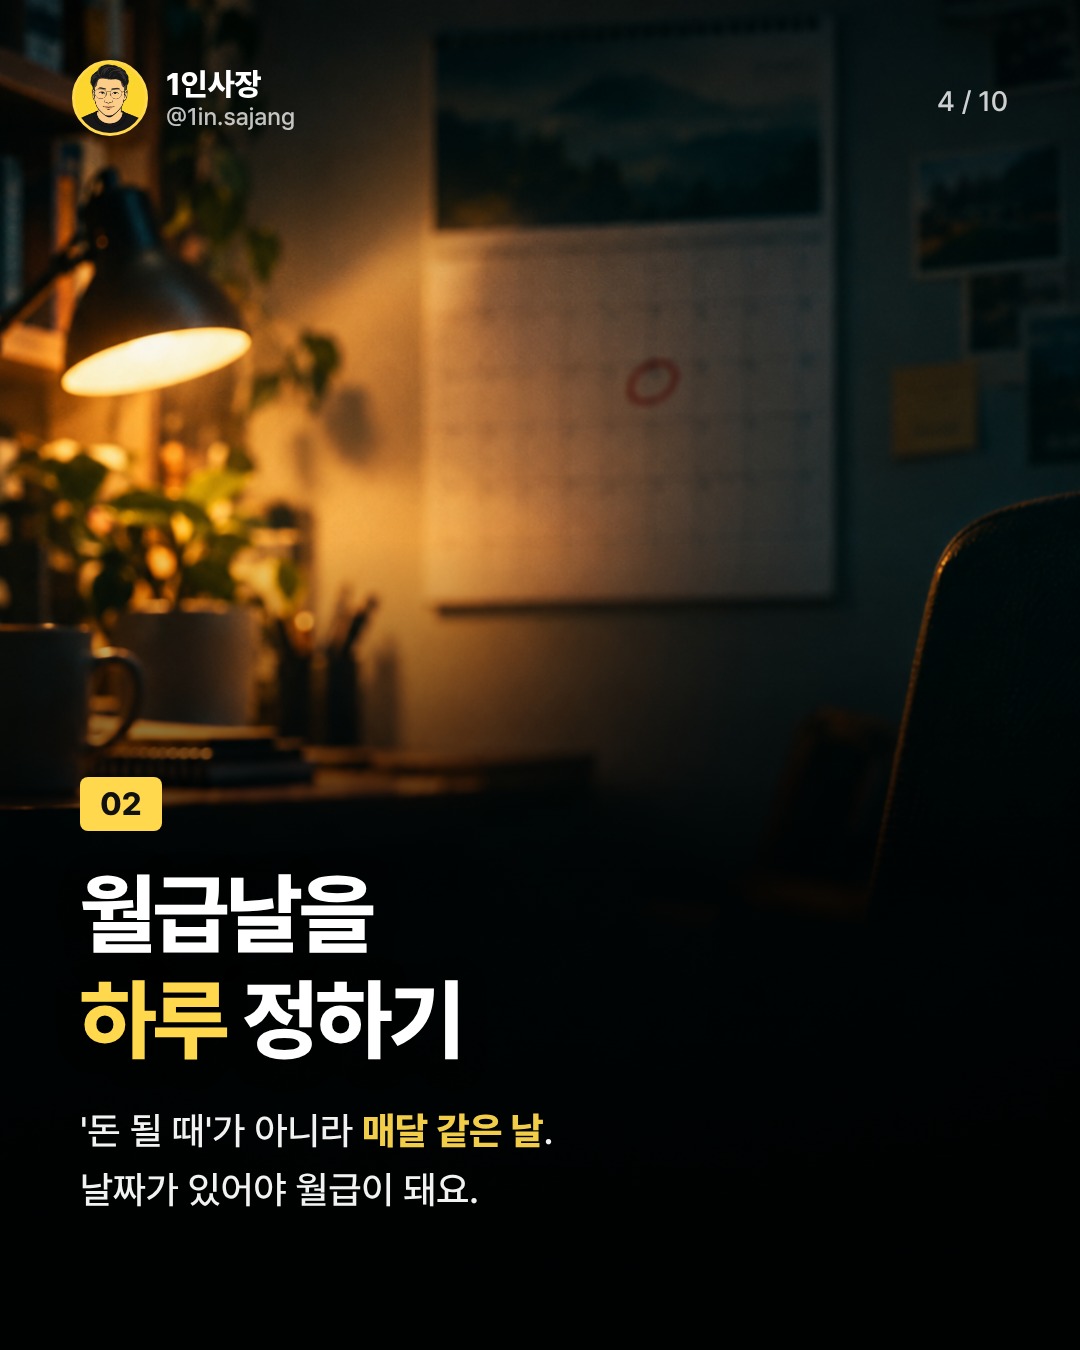 1인사장
@1in.sajang
4 / 10
02
월급날을
하루 정하기
'돈 될 때'가 아니라 매달 같은 날.
날짜가 있어야 월급이 돼요.